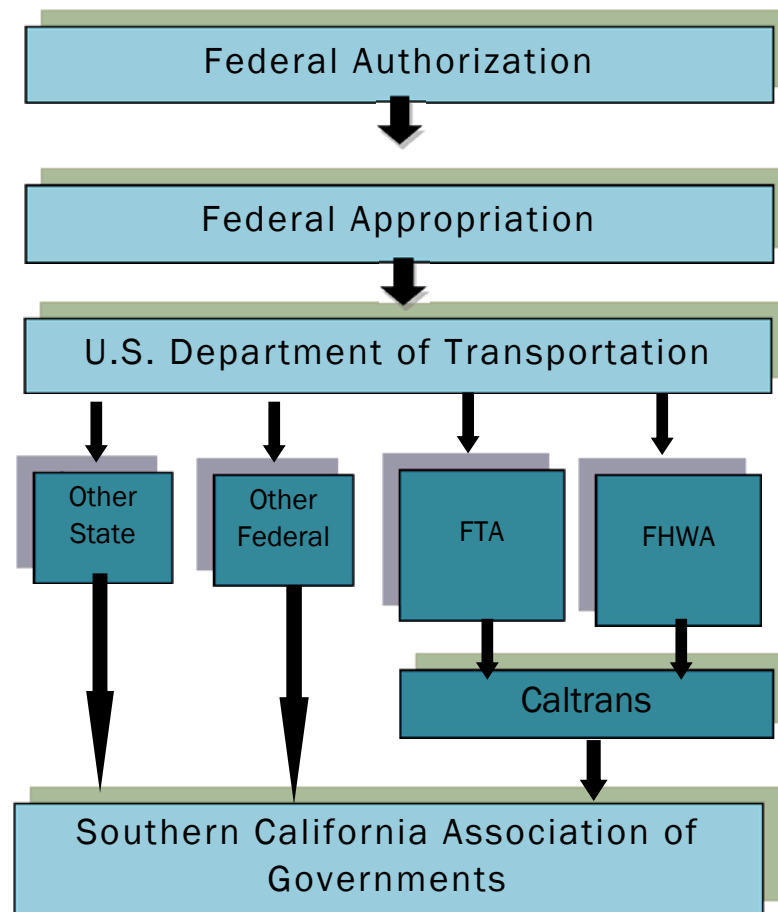 Federal Authorization
Federal Appropriation
U.S. Department of Transportation
Other
State
Other
Federal
FTA
FHWA
Caltrans
Southern California Association of
Governments